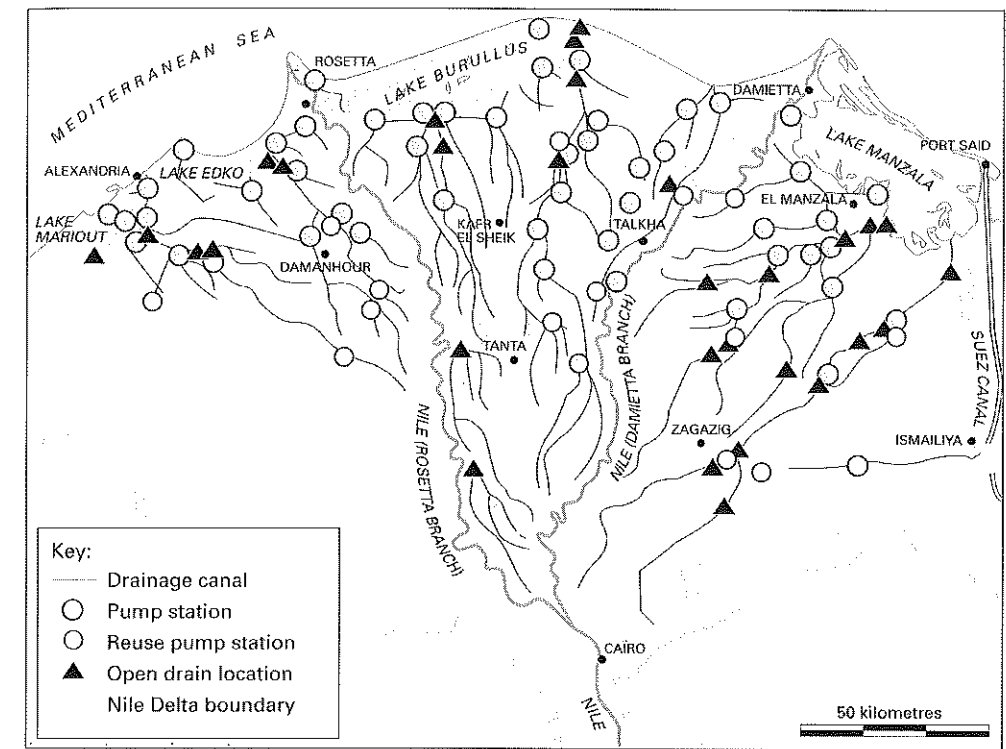 MEDITERRANEAN SEA
ROSETTA
LAKE BURULLUS
DAMIETTA
LAKE MANZALA
PORT SAID
ALEXANDRIA
LAKE EDKO
EL MANZALA
LAKE
MARIOUT
KAFR
EL SHEIK
TALKHA
DAMANHOUR
TANTA
NILE (ROSETTA BRANCH)
NILE (DAMIETTA BRANCH)
SUEZ CANAL
ZAGAZIG
ISMAILIYA
Key:
Drainage canal
Pump station
Reuse pump station
Open drain location
Nile Delta boundary
CAIRO
NILE
50 kilometres